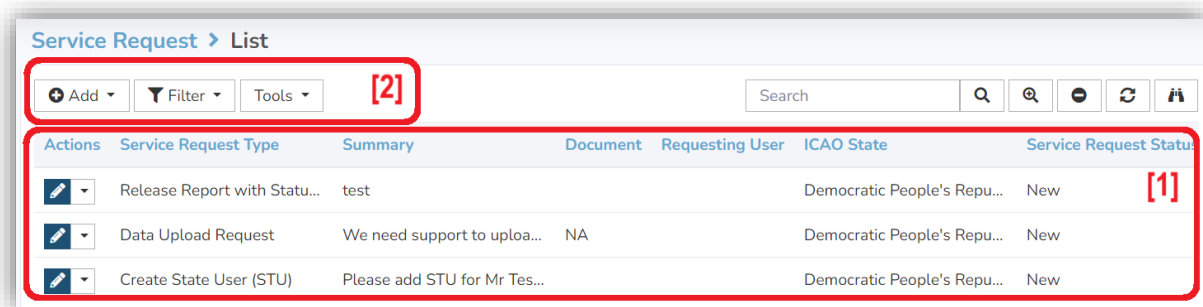 Service Request > List
Add Filter Tools [2] Search
Actions Service Request Type Summary Document Requesting User ICAO State Service Request Status
Release Report with Statu... test Democratic People's Repu... New [1]
Data Upload Request We need support to uploa... NA Democratic People's Repu... New
Create State User (STU) Please add STU for Mr Tes... Democratic People's Repu... New